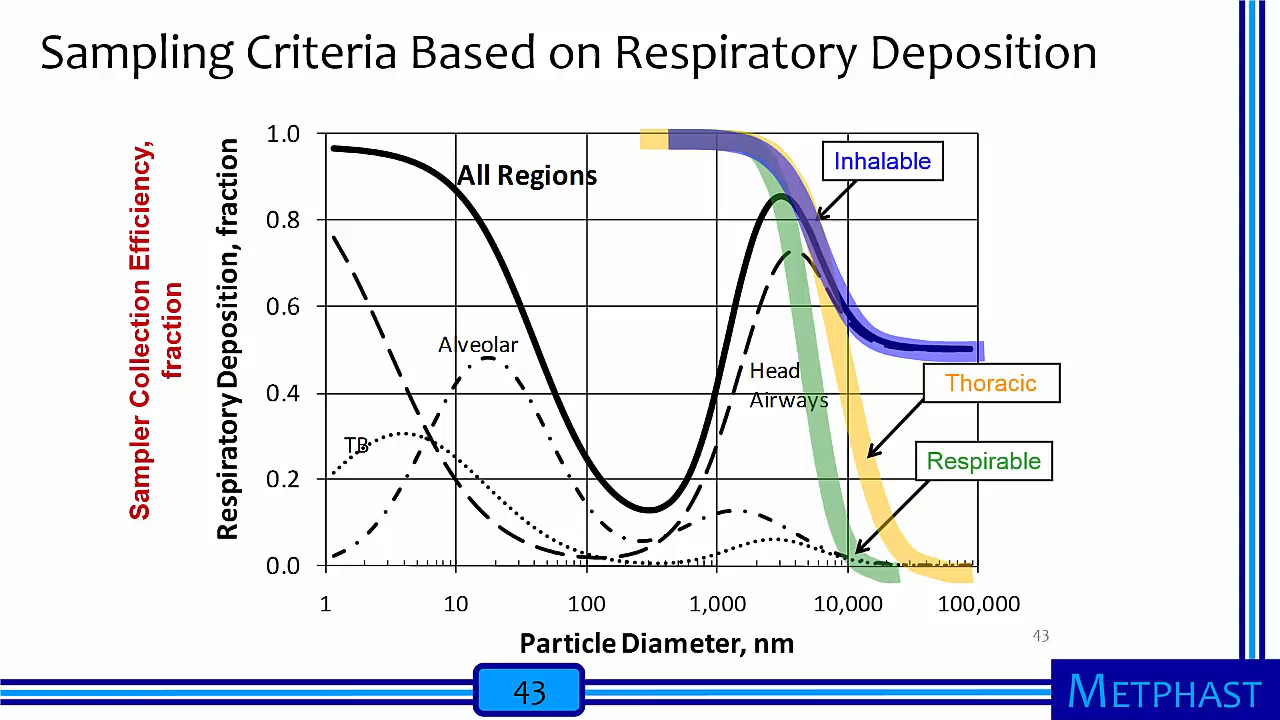 Sampling Criteria Based on Respiratory Deposition
Sampler Collection Efficiency,
fraction
Respiratory Deposition, fraction
1.0
0.8
0.6
0.4
0.2
0.0
All Regions
Inhalable
Alveolar
Head
Airways
Thoracic
TB
Respirable
1
10
100
1,000
10,000
100,000
Particle Diameter, nm
43
43
METPHAST